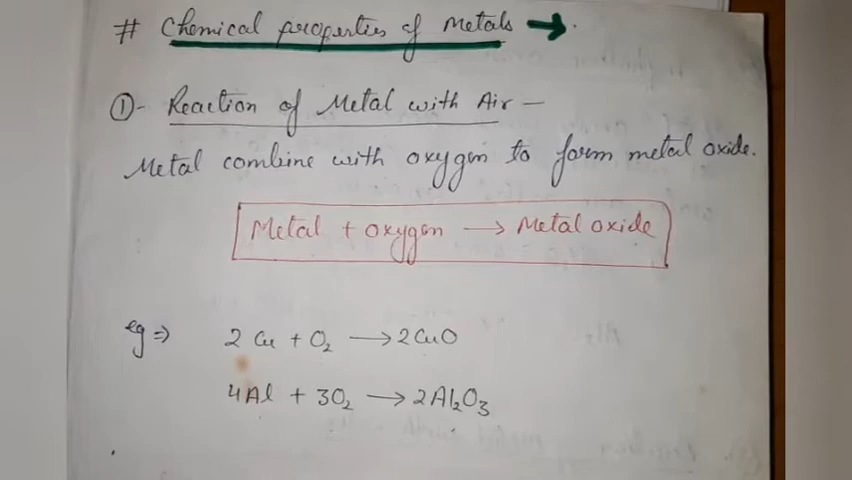 # Chemical properties of Metals →
①- Reaction of Metal with Air —
Metal combine with oxygen to form metal oxide.
Metal + oxygen → Metal oxide
eg ⇒ 2 Cu + O₂ → 2CuO
4Al + 3O₂ → 2Al₂O₃